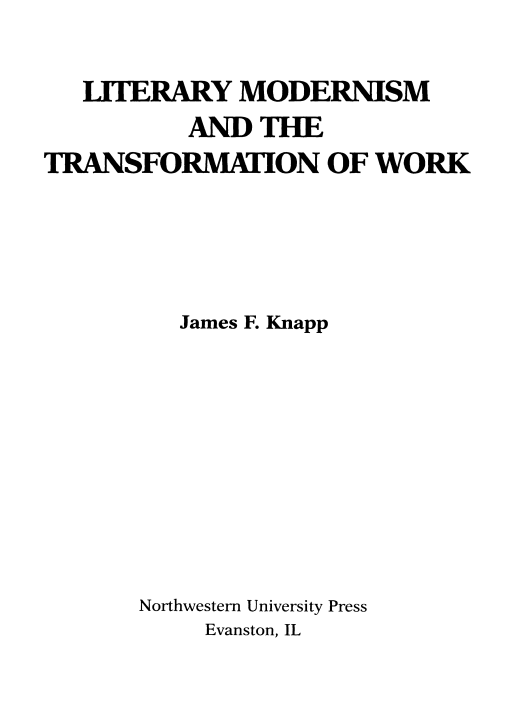 LITERARY MODERNISM
AND THE
TRANSFORMATION OF WORK
James F. Knapp
Northwestern University Press
Evanston, IL